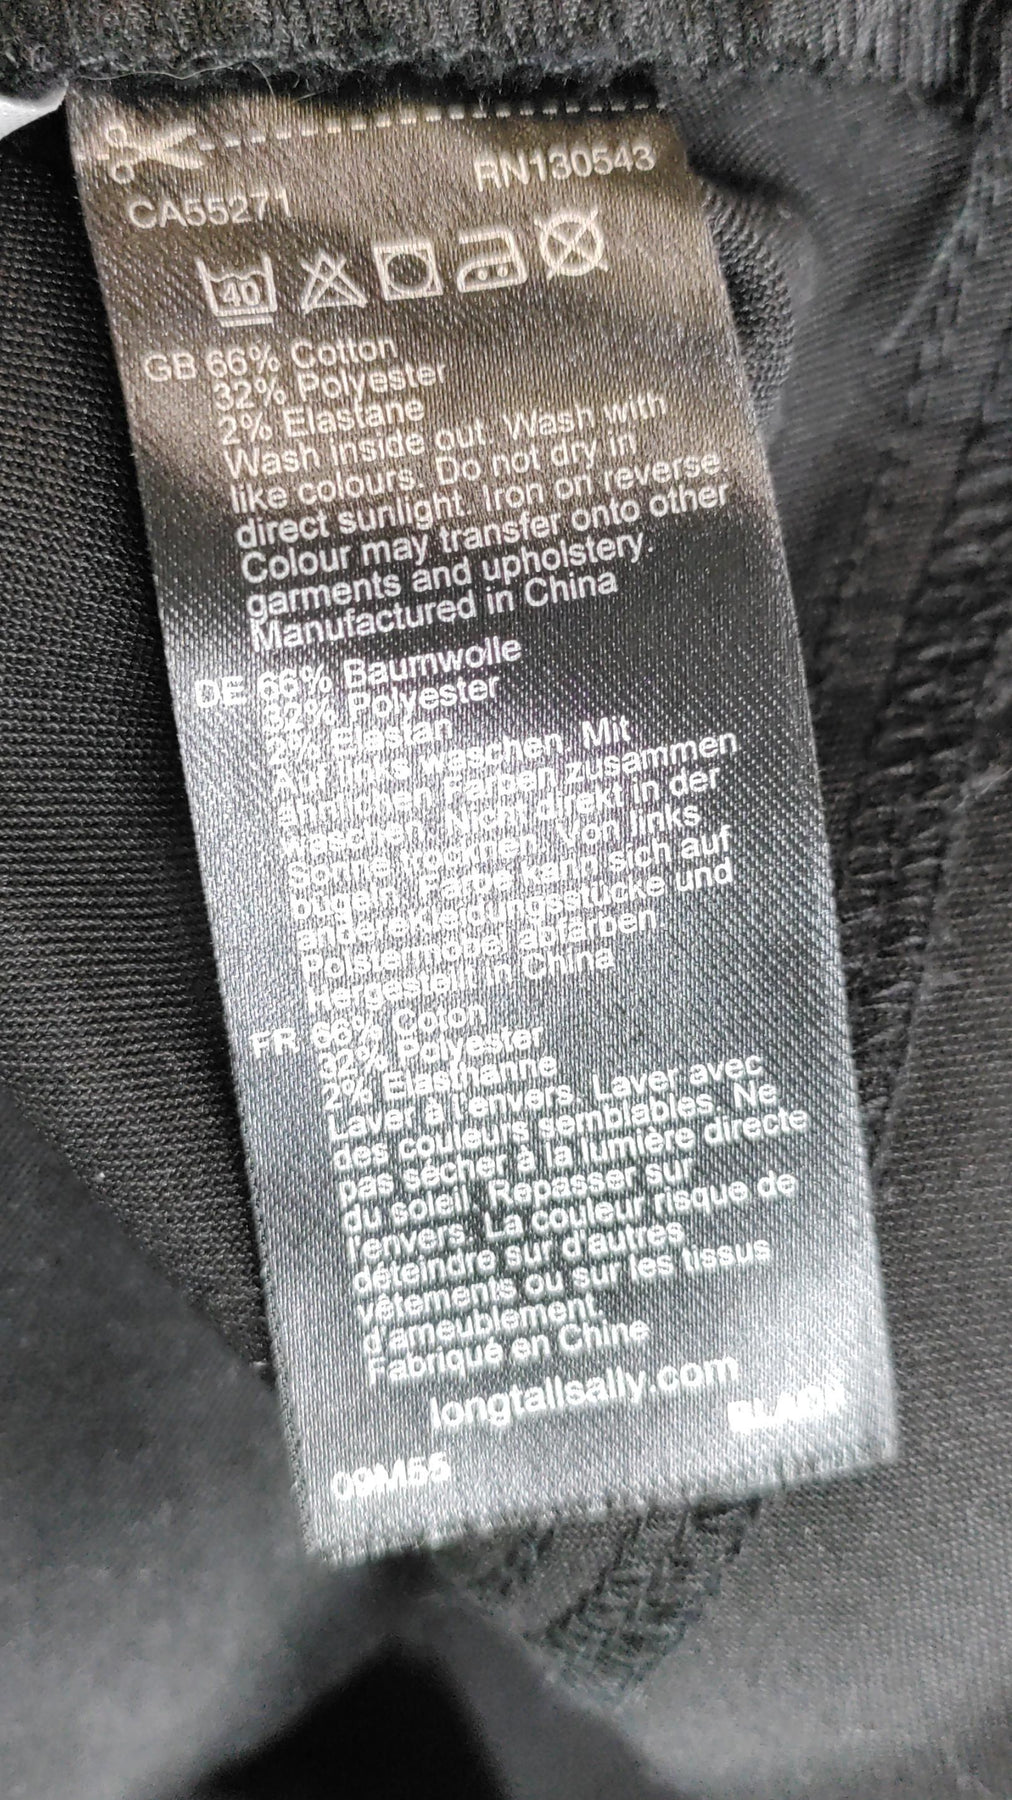 CA55271 RN130543
40
GB 66% Cotton
32% Polyester
2% Elastane
Wash inside out. Wash with
like colours. Do not dry in
direct sunlight. Iron on reverse.
Colour may transfer onto other
garments and upholstery.
Manufactured in China
DE 66% Baumwolle
32% Polyester
2% Elastan
Auf links waschen. Mit
ähnlichen Farben zusammen
waschen. Nicht direkt in der
Sonne trocknen. Von links
bügeln. Farbe kann sich auf
andereKleidungsstücke und
Polstermöbel abfärben.
Hergestellt in China
FR 66% Coton
32% Polyester
2% Elasthanne
Laver à l'envers. Laver avec
des couleurs semblables. Ne
pas sécher à la lumière directe
du soleil. Repasser sur
l'envers. La couleur risque de
déteindre sur d'autres
vêtements ou sur les tissus
d'ameublement.
Fabriqué en Chine
longtallsally.com
09M55 BLACK